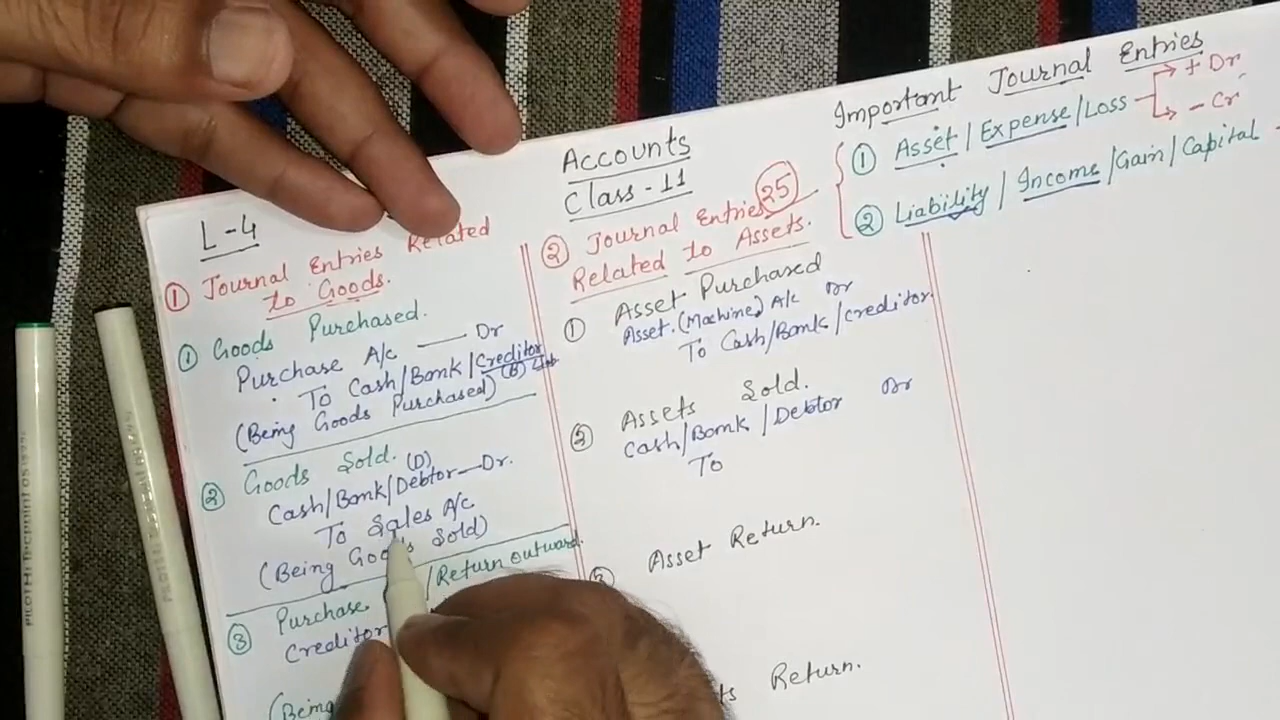 Accounts
Class-11
Important Journal Entries
① Asset / Expense/Loss → + Dr
→ - Cr
② Liability / Income/Gain/Capital
L-4
① Journal Entries Related
to Goods.
① Goods Purchased.
Purchase A/c —— Dr
To Cash/Bank/Creditor
(Being Goods Purchased)
② Goods Sold. (D)
Cash/Bank/Debtor—Dr.
To Sales A/c
(Being Goods Sold)
③ Purchase /Return outward.
Creditor
(Being
② Journal Entries 25
Related to Assets.
① Asset Purchased
Asset.(Machine) A/c Dr
To Cash/Bank/creditor.
② Assets Sold.
Cash/Bank/Debtor Dr
To
Asset Return.
Return.